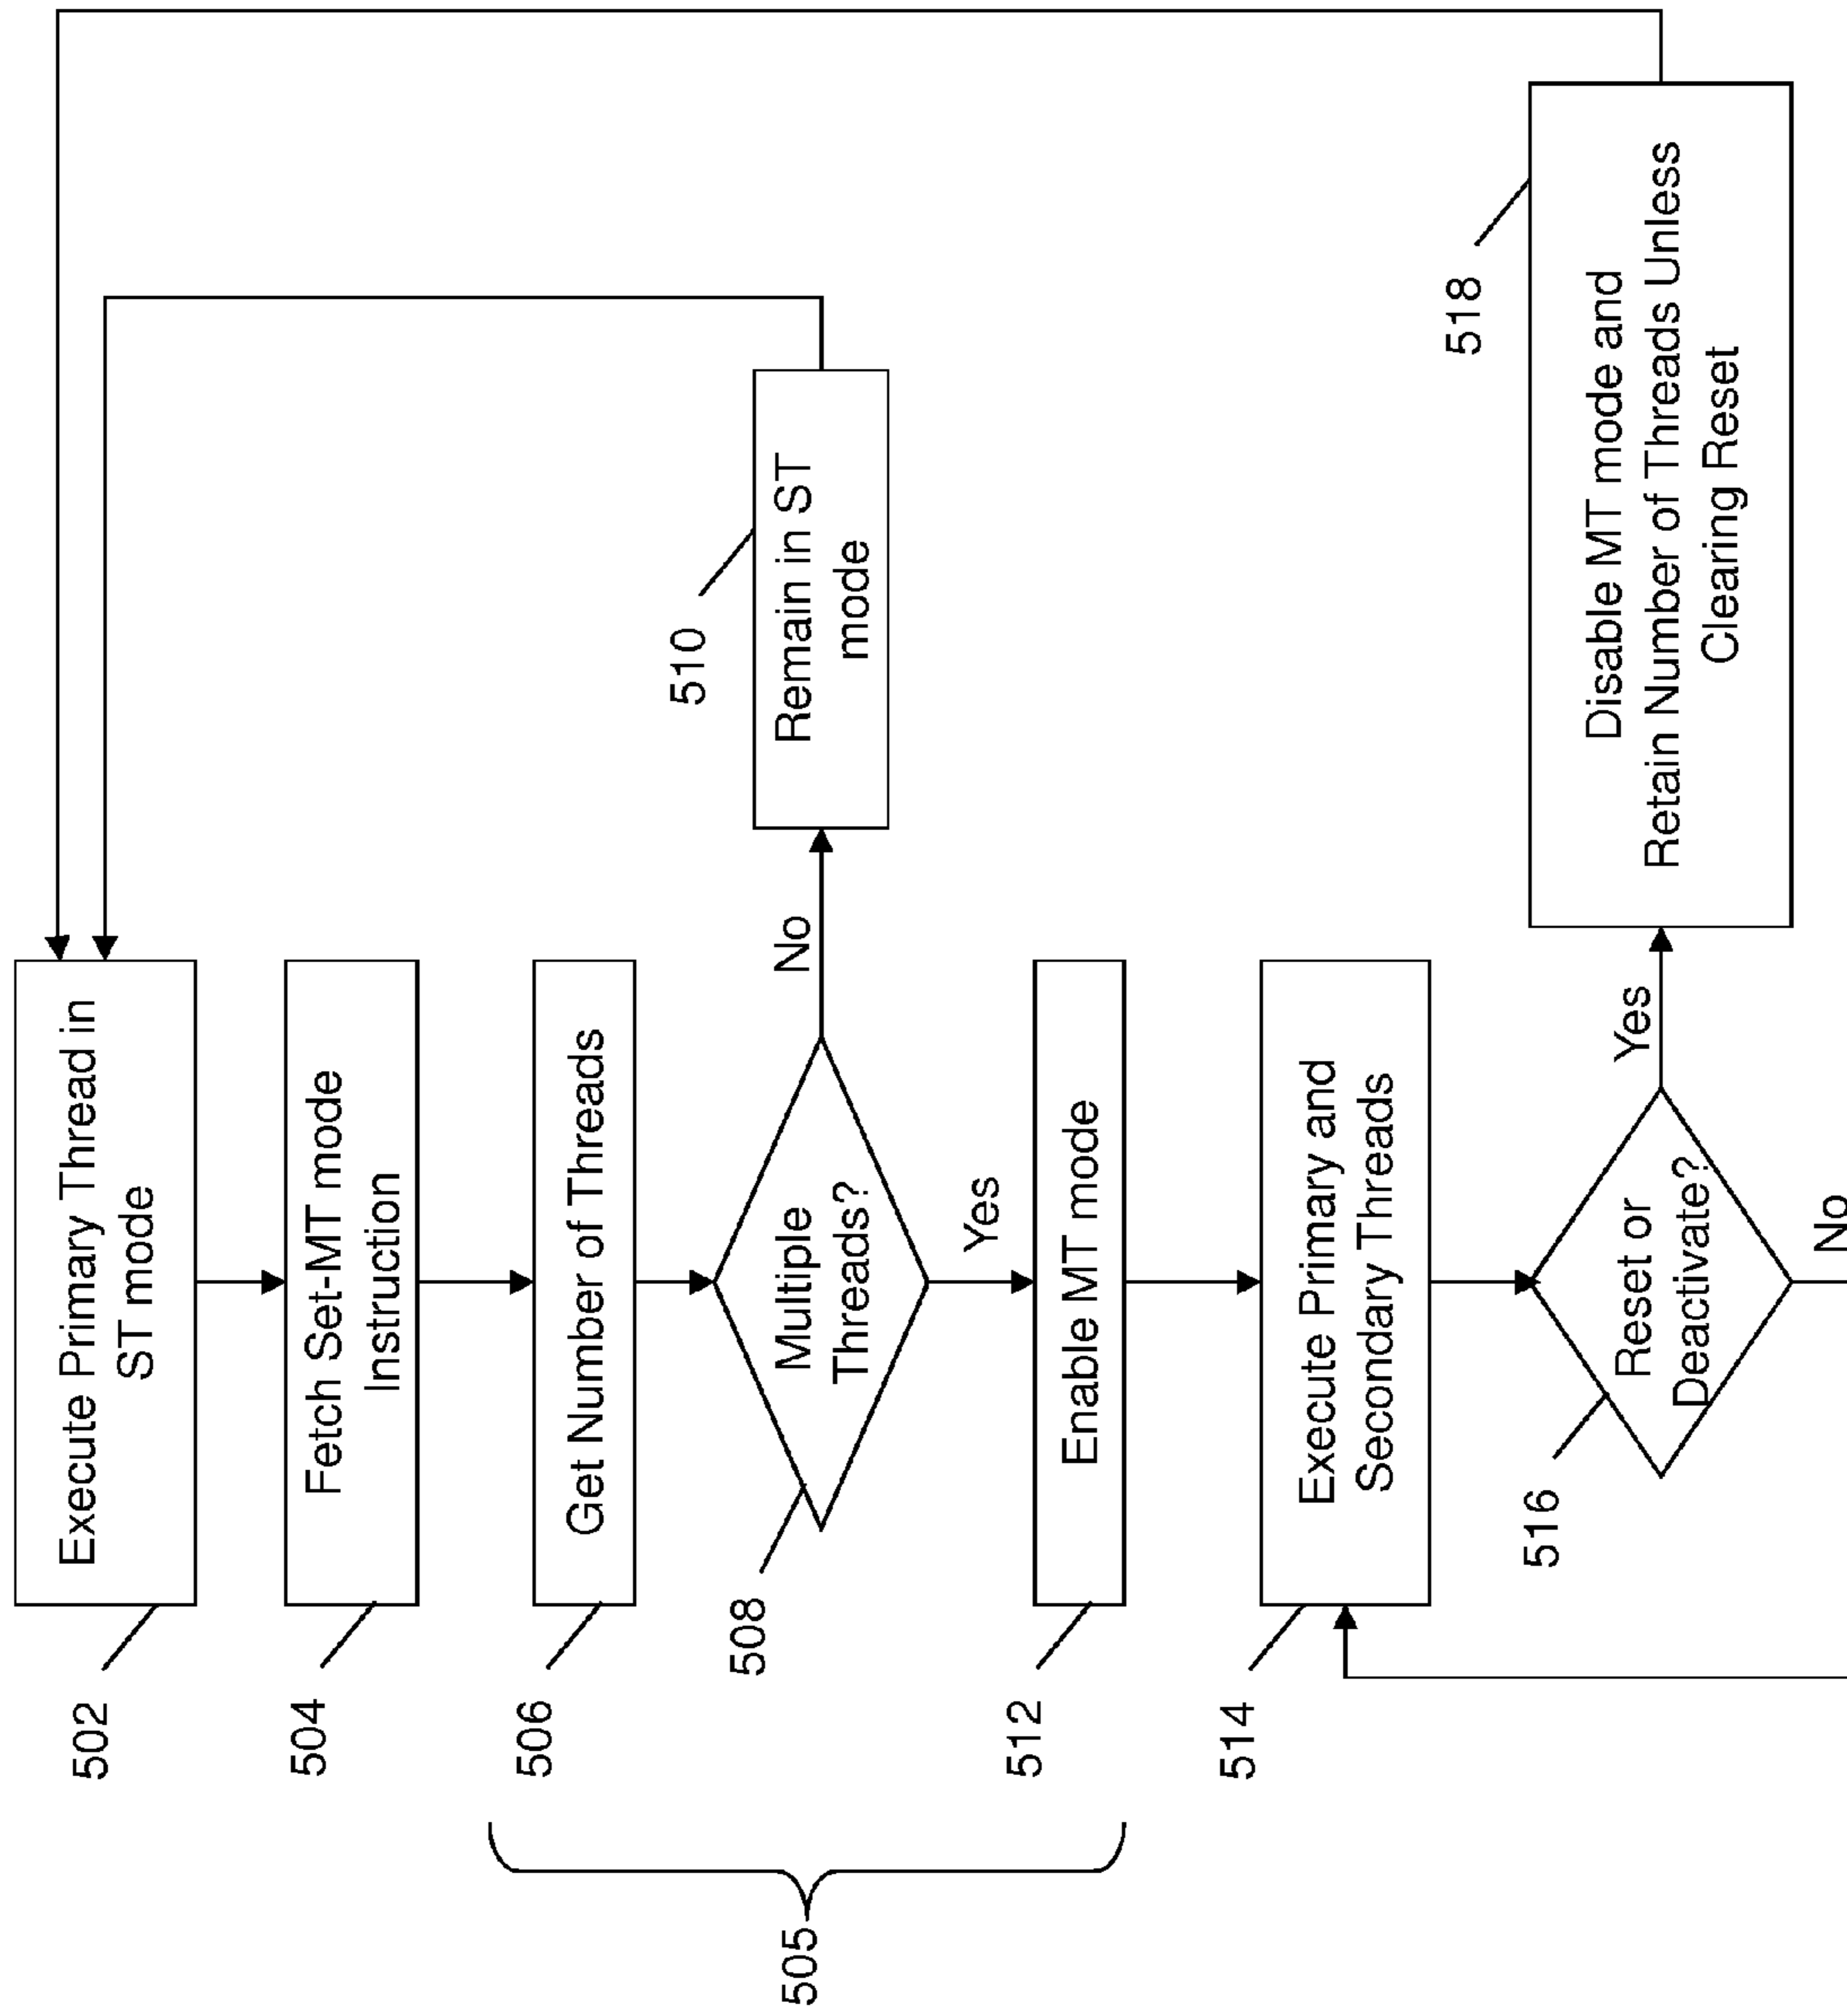 502
Execute Primary Thread in
ST mode
504
Fetch Set-MT mode
Instruction
505
506
Get Number of Threads
508
Multiple
Threads?
No
510
Remain in ST
mode
Yes
512
Enable MT mode
514
Execute Primary and
Secondary Threads
516
Reset or
Deactivate?
Yes
518
Disable MT mode and
Retain Number of Threads Unless
Clearing Reset
No